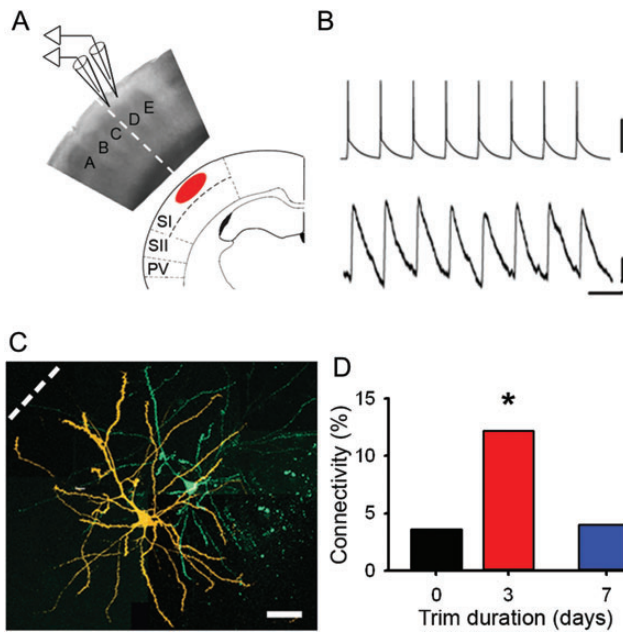 A
A
B
C
D
E
SI
SII
PV
B
C
D
Connectivity (%)
15
10
5
0
*
0
3
7
Trim duration (days)